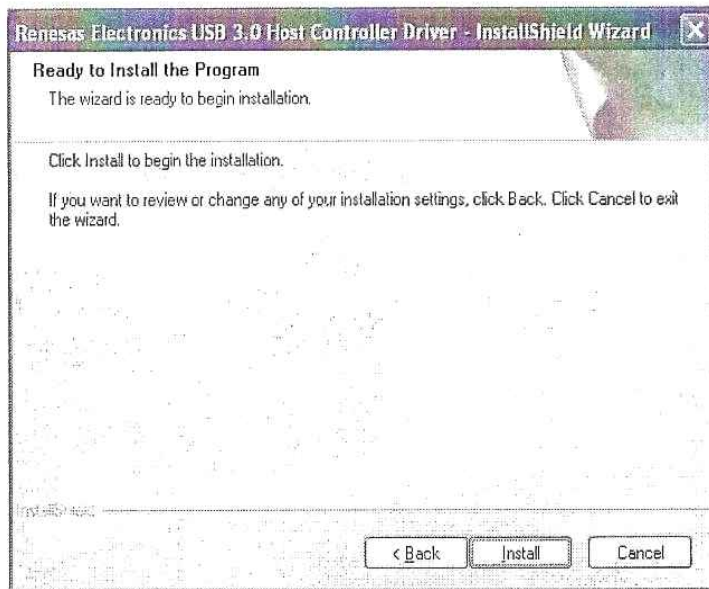 Renesas Electronics USB 3.0 Host Controller Driver - InstallShield Wizard
Ready to Install the Program
The wizard is ready to begin installation.
Click Install to begin the installation.
If you want to review or change any of your installation settings, click Back. Click Cancel to exit
the wizard.
InstallShield
< Back Install Cancel